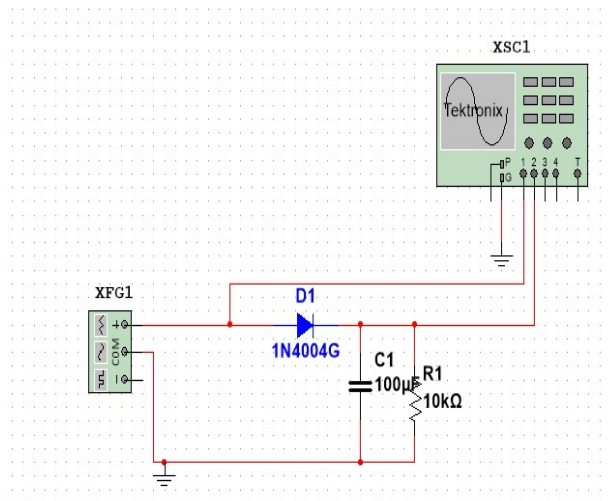 XSC1
Tektronix
P 1 2 3 4 T
G
XFG1
COM
D1
1N4004G
C1
100µF
R1
10kΩ